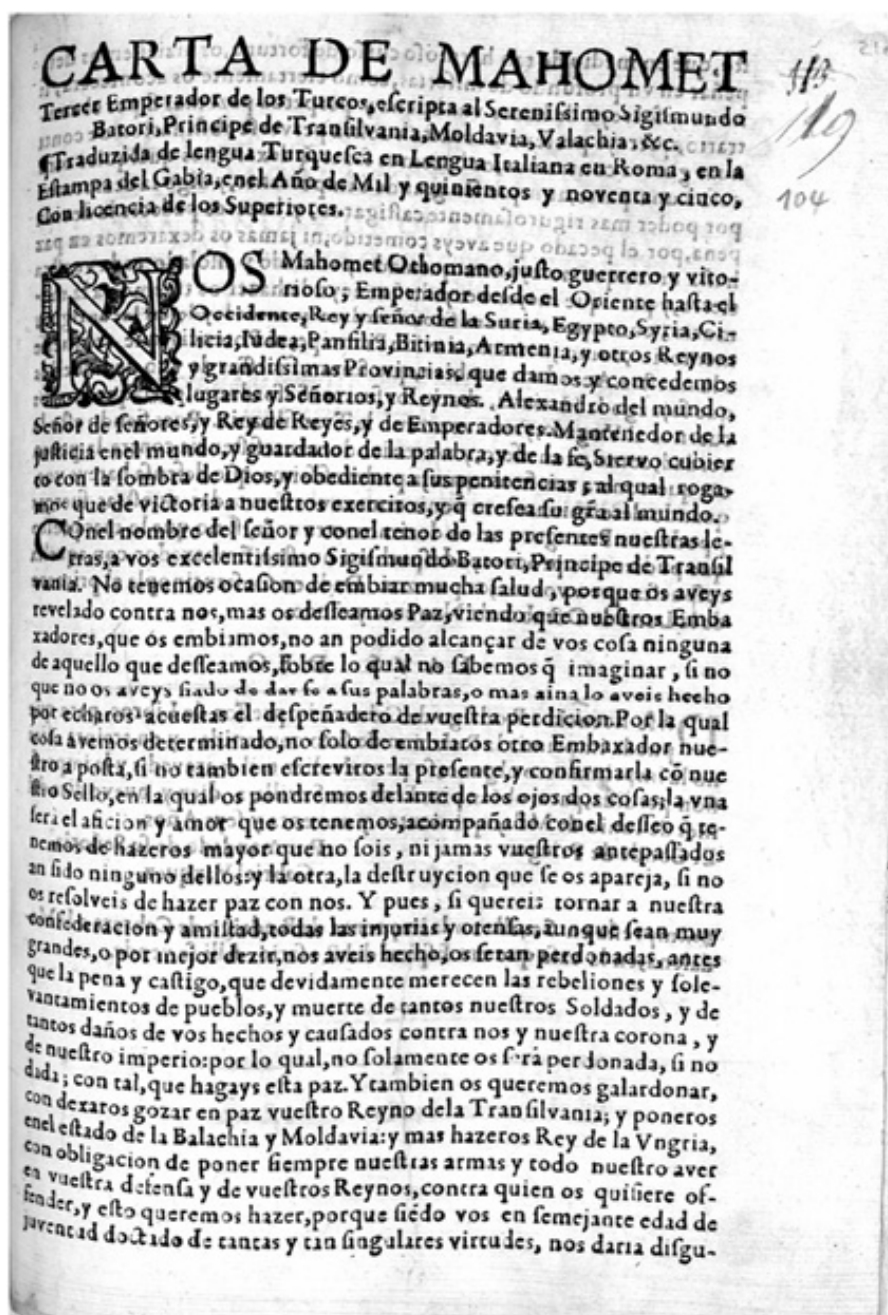 CARTA DE MAHOMET
Tercer Emperador de los Turcos, eſcripta al Sereniſsimo Sigiſmundo
Batori, Principe de Tranſilvania, Moldavia, Valachia, &c.
¶Traduzida de lengua Turqueſca en Lengua Italiana en Roma, en la
Eſtampa del Gabia, enel Año de Mil y quinientos y noventa y cinco,
Con licencia de los Superiores.
113
119
104
NOS Mahomet Othomano, juſto guerrero y vito-
rioſo; Emperador deſde el Oriente haſta el
Occidente, Rey y ſeñor de la Suria, Egypto, Syria, Ci-
licia, Iudea, Panfilia, Bitinia, Armenia, y otros Reynos
y grandiſsimas Provinzias, que damos y concedemos
lugares y Señorios, y Reynos. Alexandro del mundo,
Señor de ſeñores, y Rey de Reyes, y de Emperadores. Mantenedor de la
juſticia enel mundo, y guardador de la palabra, y de la fe, Siervo cubier
to con la ſombra de Dios, y obediente a ſus penitencias, al qual roga-
mos que de victoria a nueſtros exercitos, y q̃ creſca ſu gr̃a al mundo.
COnel nombre del ſeñor y conel tenor de las preſentes nueſtras le-
tras, a vos excelentiſsimo Sigiſmundo Batori, Principe de Tranſil
vania. No tenemos ocaſion de embiar mucha ſalud, porque os aveys
revelado contra nos, mas os deſſeamos Paz, viendo que nueſtros Emba
xadores, que os embiamos, no an podido alcançar de vos coſa ninguna
de aquello que deſſeamos, ſobre lo qual no ſabemos q̃ imaginar, ſi no
que no os aveys fiado de dar fe a ſus palabras, o mas aina lo aveis hecho
por echaros acueſtas el deſpeñadero de vueſtra perdicion. Por la qual
coſa avemos determinado, no ſolo de embiaros otro Embaxador nue-
ſtro a poſta, ſi no tambien eſcreviros la preſente, y confirmarla cõ nue
ſtro Sello, en la qual os pondremos delante de los ojos dos coſas; la vna
ſera el aficion y amor que os tenemos, acompañado conel deſſeo q̃ te-
nemos de hazeros mayor que no ſois, ni jamas vueſtros antepaſſados
an ſido ninguno dellos: y la otra, la deſtruycion que ſe os apareja, ſi no
os reſolveis de hazer paz con nos. Y pues, ſi quereis tornar a nueſtra
confederacion y amiſtad, todas las injurias y ofenſas, aunque ſean muy
grandes, o por mejor dezir, nos aveis hecho, os ſeran perdonadas, antes
que la pena y caſtigo, que devidamente merecen las rebeliones y ſole-
vantamientos de pueblos, y muerte de tantos nueſtros Soldados, y de
tantos daños de vos hechos y cauſados contra nos y nueſtra corona, y
de nueſtro imperio: por lo qual, no ſolamente os ſerá perdonada, ſi no
dada; con tal, que hagays eſta paz. Y tambien os queremos galardonar,
con dexaros gozar en paz vueſtro Reyno dela Tranſilvania; y poneros
enel eſtado de la Balachia y Moldavia: y mas hazeros Rey de la Vngria,
con obligacion de poner ſiempre nueſtras armas y todo nueſtro aver
en vueſtra defenſa y de vueſtros Reynos, contra quien os quiſiere of-
fender, y eſto queremos hazer, porque ſiẽdo vos en ſemejante edad de
juventad doctado de tantas y tan ſingulares virtudes, nos daria diſgu-